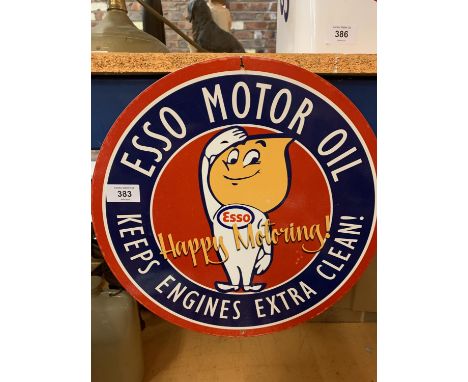 386
ESSO MOTOR OIL
383
Esso
Happy Motoring!
KEEPS ENGINES EXTRA CLEAN!